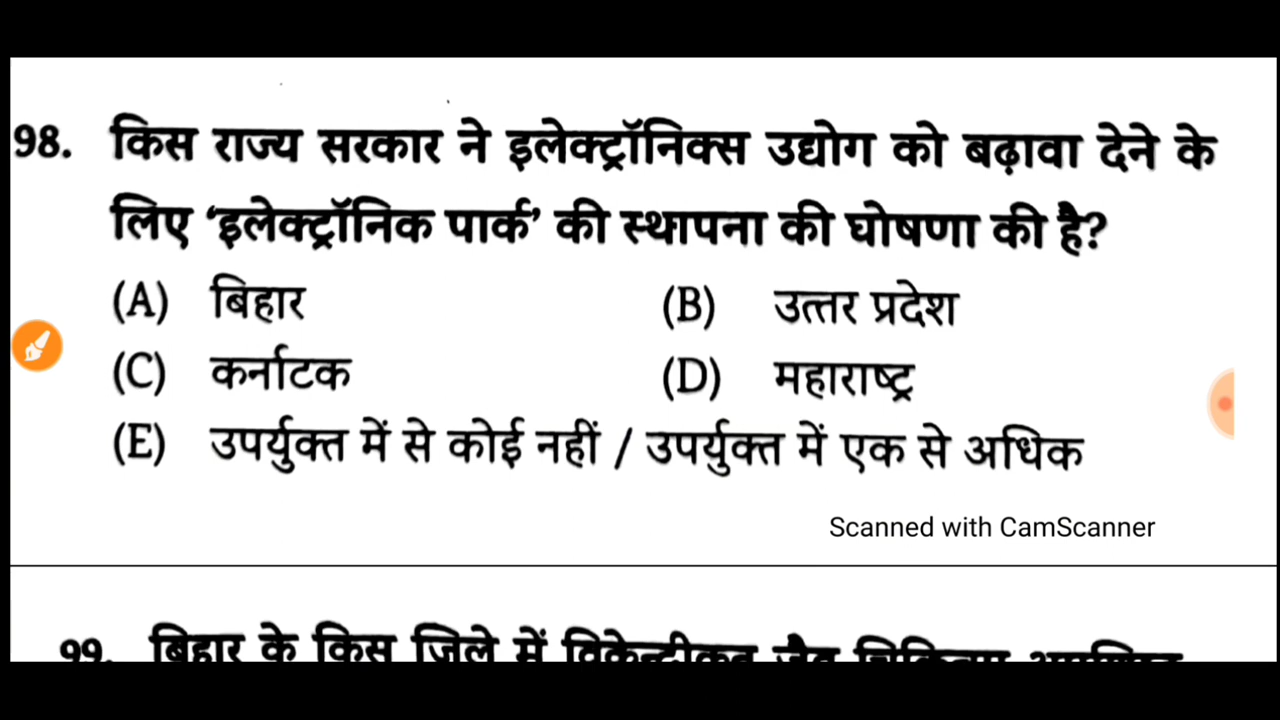 98. किस राज्य सरकार ने इलेक्ट्रॉनिक्स उद्योग को बढ़ावा देने के
लिए ‘इलेक्ट्रॉनिक पार्क’ की स्थापना की घोषणा की है?
(A) बिहार (B) उत्तर प्रदेश
(C) कर्नाटक (D) महाराष्ट्र
(E) उपर्युक्त में से कोई नहीं / उपर्युक्त में एक से अधिक
Scanned with CamScanner
99. बिहार के किस जिले में विकेन्द्रीकृत जैव चिकित्सा अपशिष्ट